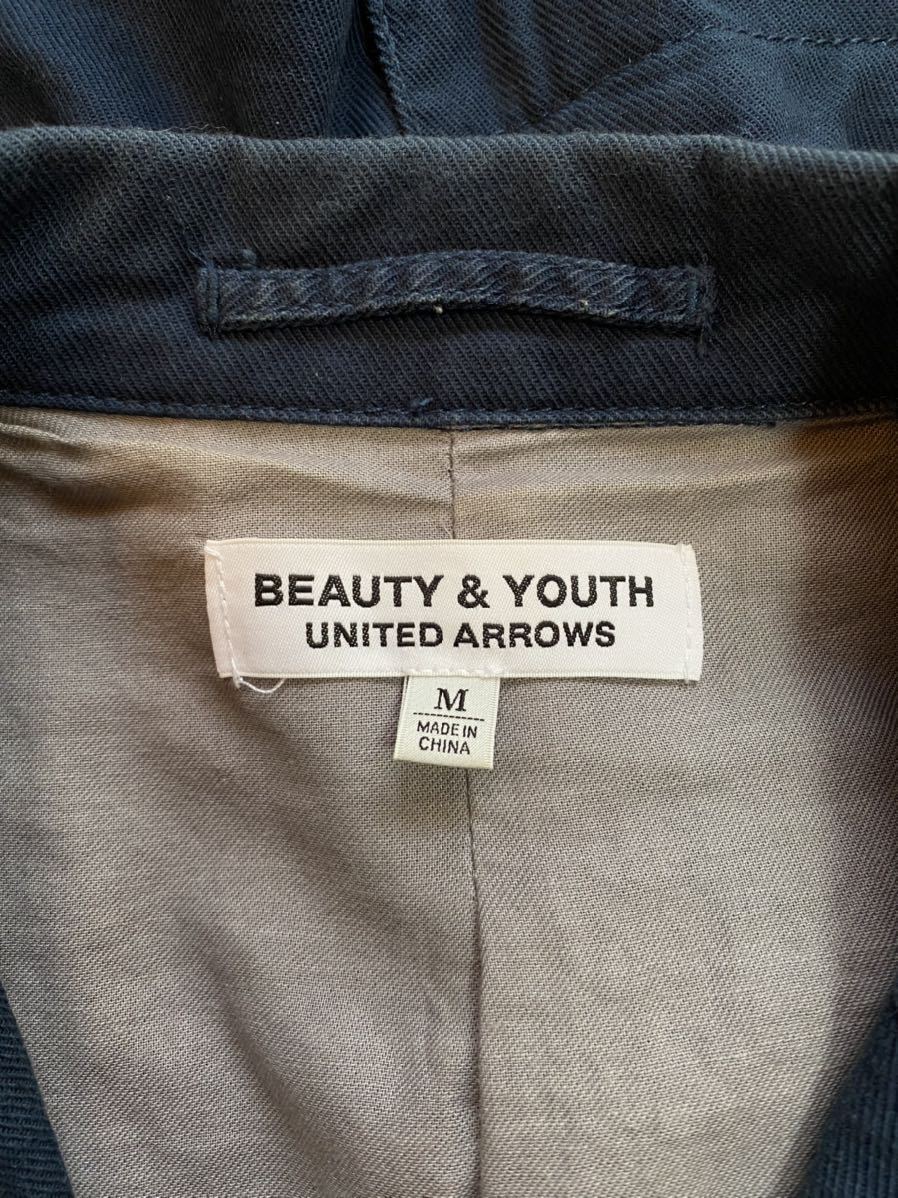 BEAUTY & YOUTH
UNITED ARROWS
M
MADE IN
CHINA